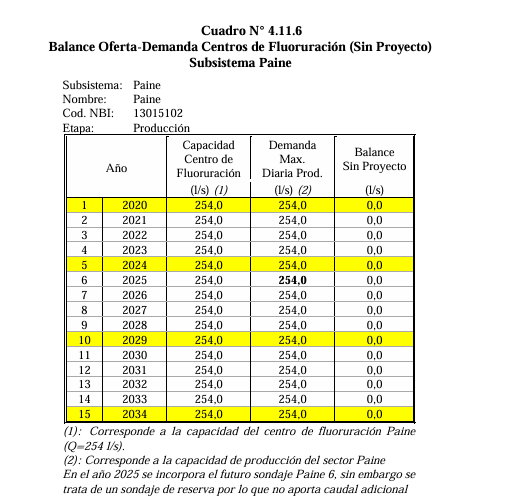 Cuadro N° 4.11.6
Balance Oferta-Demanda Centros de Fluoruración (Sin Proyecto)
Subsistema Paine
Subsistema: Paine
Nombre: Paine
Cod. NBI: 13015102
Etapa: Producción
Año Capacidad Centro de Fluoruración (l/s) (1) Demanda Max. Diaria Prod. (l/s) (2) Balance Sin Proyecto (l/s)
1 2020 254,0 254,0 0,0
2 2021 254,0 254,0 0,0
3 2022 254,0 254,0 0,0
4 2023 254,0 254,0 0,0
5 2024 254,0 254,0 0,0
6 2025 254,0 254,0 0,0
7 2026 254,0 254,0 0,0
8 2027 254,0 254,0 0,0
9 2028 254,0 254,0 0,0
10 2029 254,0 254,0 0,0
11 2030 254,0 254,0 0,0
12 2031 254,0 254,0 0,0
13 2032 254,0 254,0 0,0
14 2033 254,0 254,0 0,0
15 2034 254,0 254,0 0,0
(1): Corresponde a la capacidad del centro de fluoruración Paine
(Q=254 l/s).
(2): Corresponde a la capacidad de producción del sector Paine
En el año 2025 se incorpora el futuro sondaje Paine 6, sin embargo se
trata de un sondaje de reserva por lo que no aporta caudal adicional